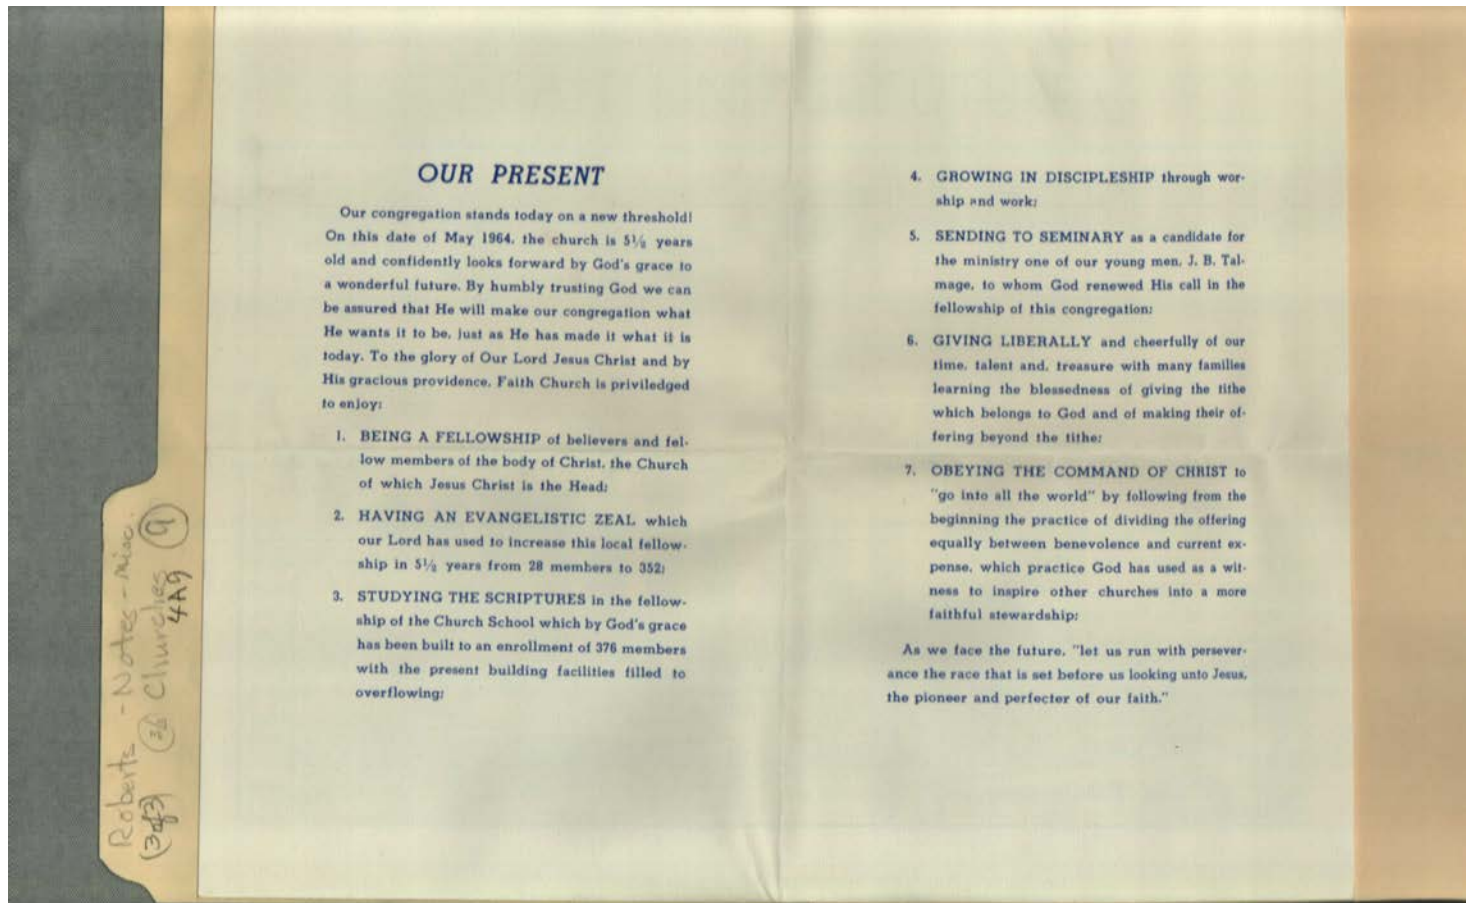 OUR PRESENT
Our congregation stands today on a new threshold!
On this date of May 1964, the church is 5½ years
old and confidently looks forward by God's grace to
a wonderful future. By humbly trusting God we can
be assured that He will make our congregation what
He wants it to be, just as He has made it what it is
today. To the glory of Our Lord Jesus Christ and by
His gracious providence, Faith Church is priviledged
to enjoy:
1. BEING A FELLOWSHIP of believers and fel-
low members of the body of Christ, the Church
of which Jesus Christ is the Head;
2. HAVING AN EVANGELISTIC ZEAL which
our Lord has used to increase this local fellow-
ship in 5½ years from 28 members to 352;
3. STUDYING THE SCRIPTURES in the fellow-
ship of the Church School which by God's grace
has been built to an enrollment of 376 members
with the present building facilities filled to
overflowing;
4. GROWING IN DISCIPLESHIP through wor-
ship and work;
5. SENDING TO SEMINARY as a candidate for
the ministry one of our young men, J. B. Tal-
mage, to whom God renewed His call in the
fellowship of this congregation;
6. GIVING LIBERALLY and cheerfully of our
time, talent and, treasure with many families
learning the blessedness of giving the tithe
which belongs to God and of making their of-
fering beyond the tithe;
7. OBEYING THE COMMAND OF CHRIST to
"go into all the world" by following from the
beginning the practice of dividing the offering
equally between benevolence and current ex-
pense, which practice God has used as a wit-
ness to inspire other churches into a more
faithful stewardship;
As we face the future, "let us run with persever-
ance the race that is set before us looking unto Jesus,
the pioneer and perfecter of our faith."
Roberts - Notes - misc.
(3 of 3) Churches 9
4A9